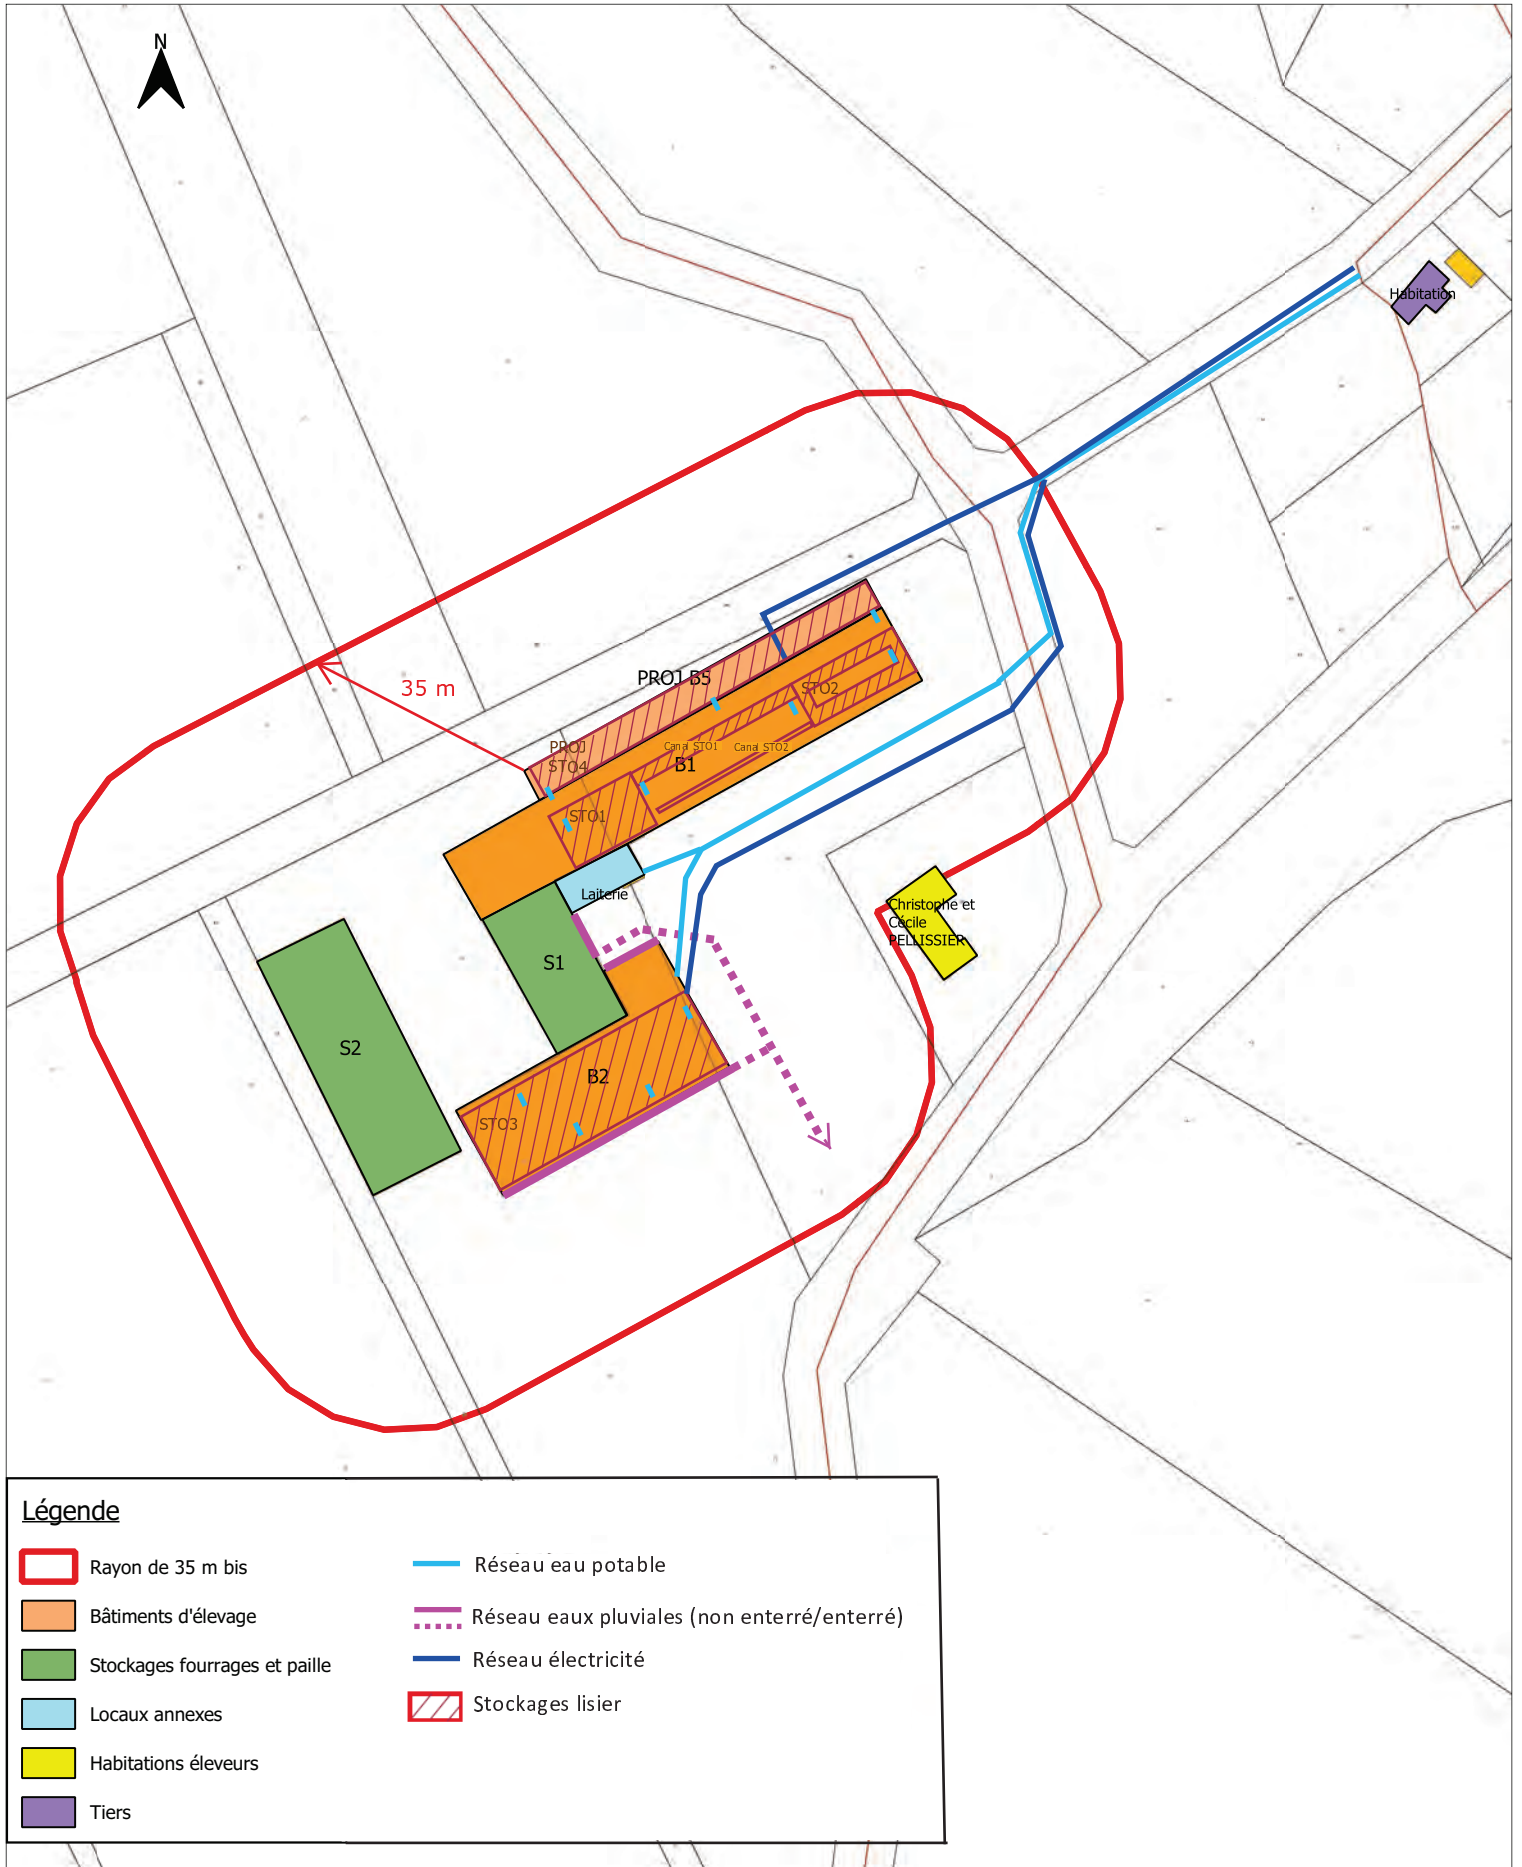 N
35 m
PROJ B5
PROJ
STO4
STO2
Canal STO1
Canal STO2
B1
STO1
Laiterie
S1
S2
B2
STO3
Christophe et
Cécile
PELLISSIER
Habitation
Légende
Rayon de 35 m bis
Bâtiments d'élevage
Stockages fourrages et paille
Locaux annexes
Habitations éleveurs
Tiers
Réseau eau potable
Réseau eaux pluviales (non enterré/enterré)
Réseau électricité
Stockages lisier